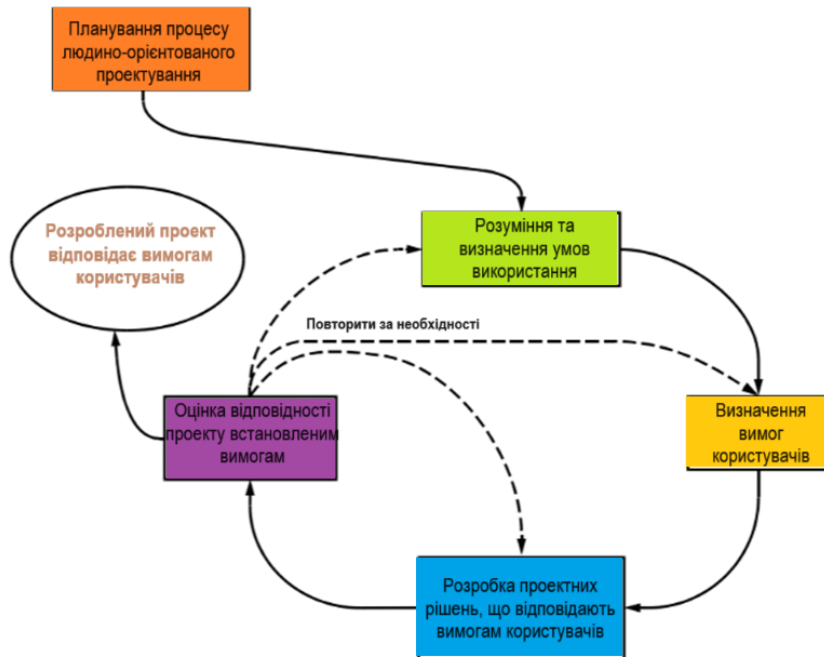 Планування процесу
людино-орієнтованого
проектування
Розроблений проект
відповідає вимогам
користувачів
Розуміння та
визначення умов
використання
Повторити за необхідності
Оцінка відповідності
проекту встановленим
вимогам
Визначення
вимог
користувачів
Розробка проектних
рішень, що відповідають
вимогам користувачів